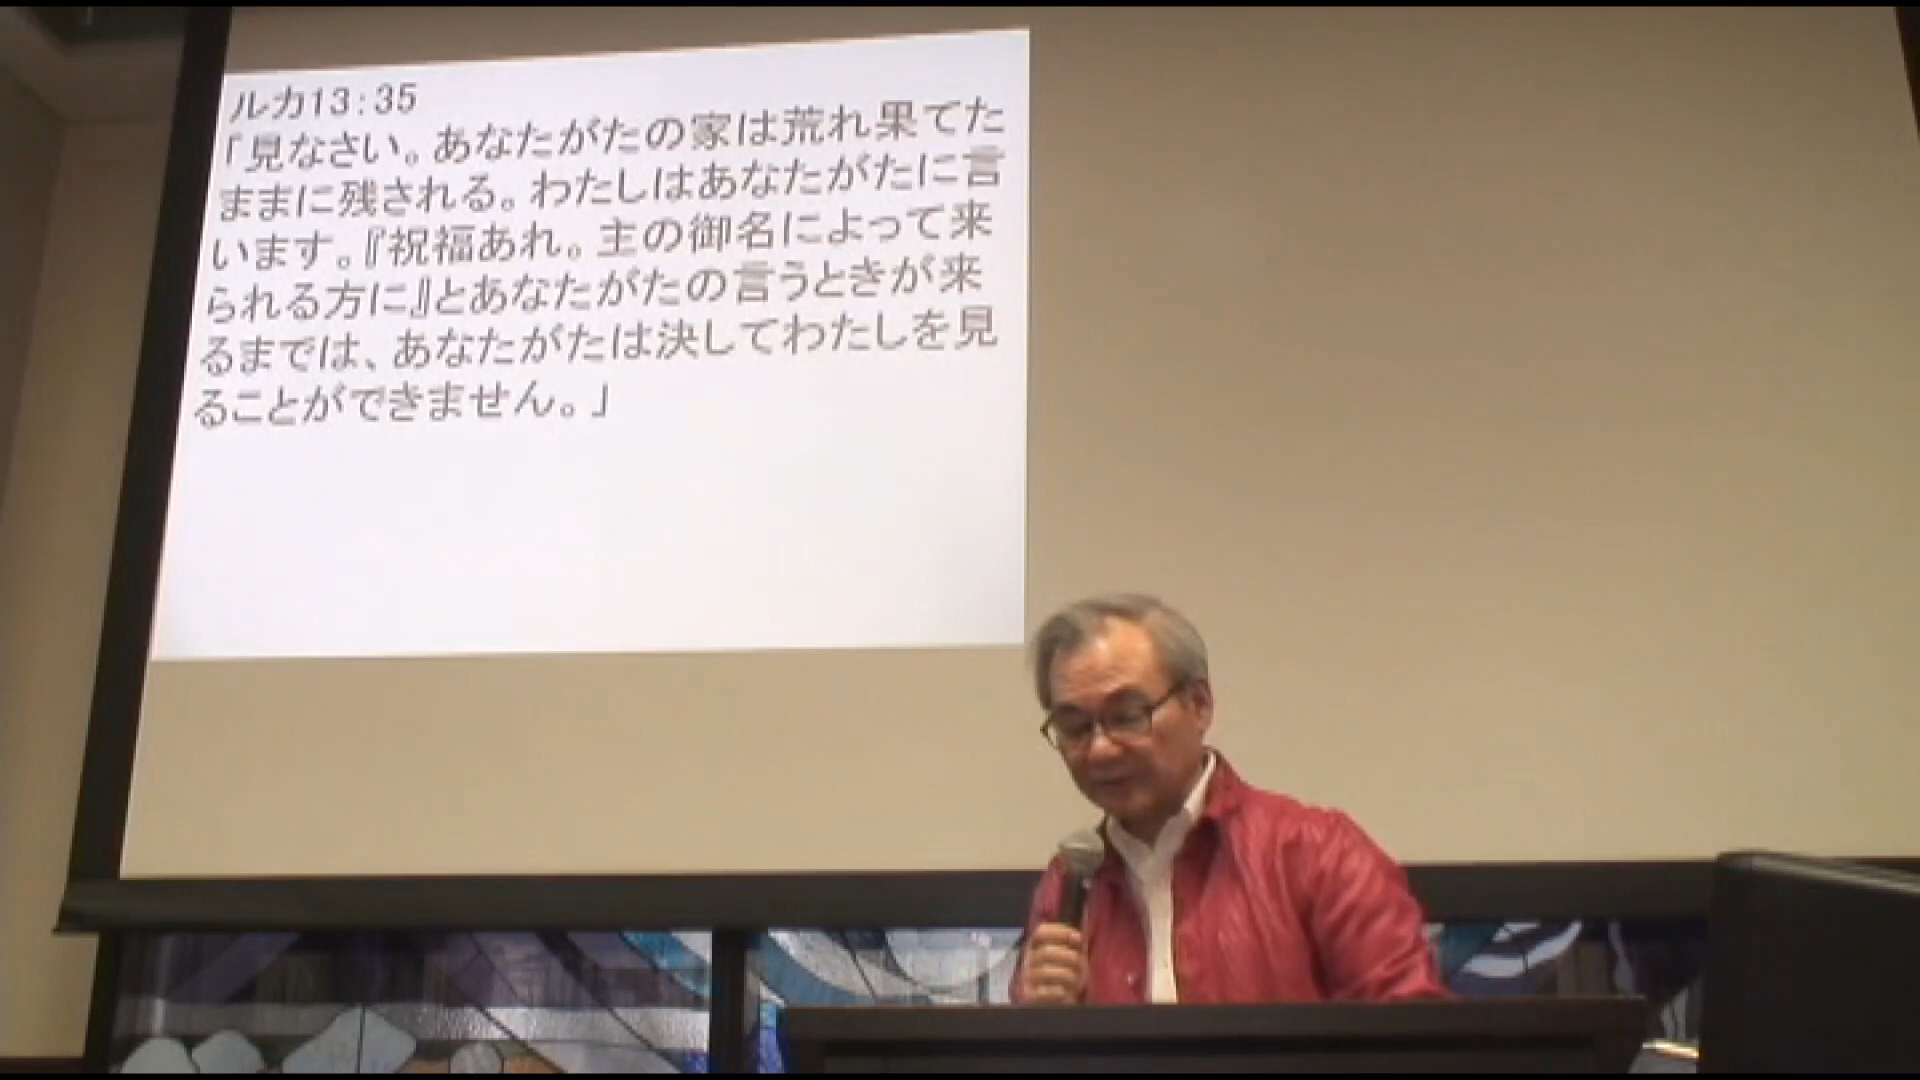 ルカ13:35
「見なさい。あなたがたの家は荒れ果てた
ままに残される。わたしはあなたがたに言
います。『祝福あれ。主の御名によって来
られる方に』とあなたがたの言うときが来
るまでは、あなたがたは決してわたしを見
ることができません。」